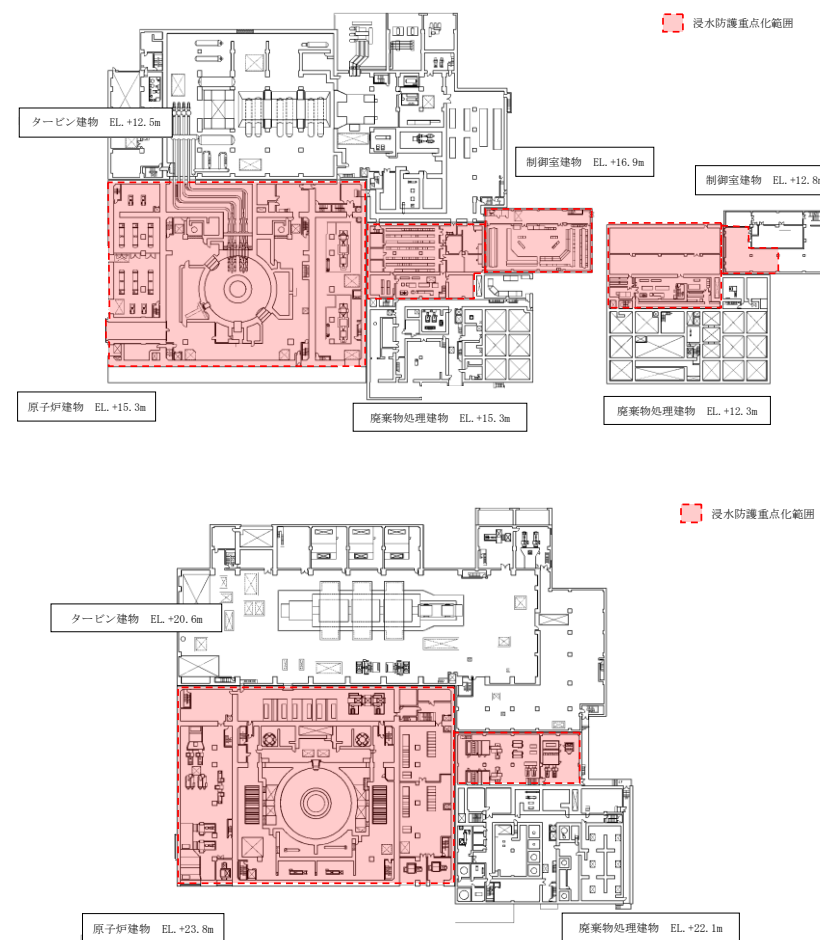 浸水防護重点化範囲
タービン建物　EL.+12.5m
制御室建物　EL.+16.9m
制御室建物　EL.+12.8m
原子炉建物　EL.+15.3m
廃棄物処理建物　EL.+15.3m
廃棄物処理建物　EL.+12.3m
浸水防護重点化範囲
タービン建物　EL.+20.6m
原子炉建物　EL.+23.8m
廃棄物処理建物　EL.+22.1m